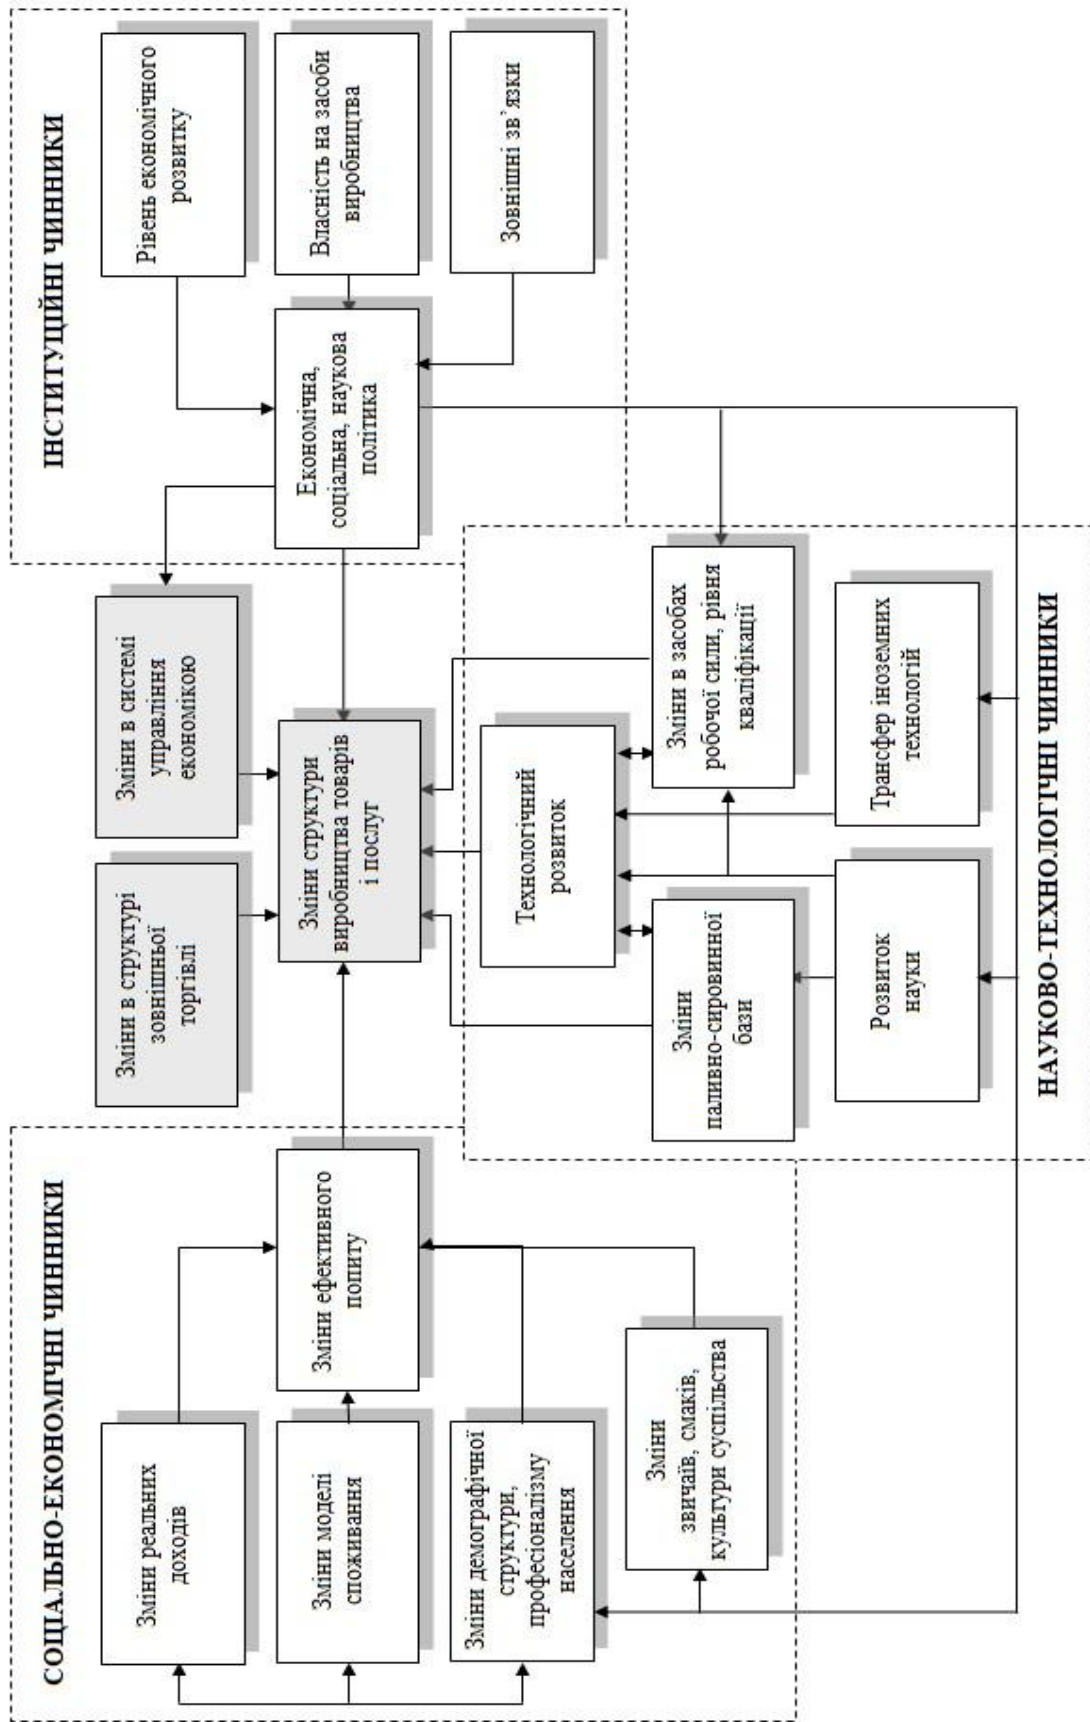 СОЦІАЛЬНО-ЕКОНОМІЧНІ ЧИННИКИ
Зміни реальних
доходів
Зміни моделі
споживання
Зміни демографічної
структури,
професіоналізму
населення
Зміни
звичаїв, смаків,
культури суспільства
Зміни ефективного
попиту
Зміни в структурі
зовнішньої
торгівлі
Зміни в системі
управління
економікою
Зміни структури
виробництва товарів
і послуг
ІНСТИТУЦІЙНІ ЧИННИКИ
Економічна,
соціальна, наукова
політика
Рівень економічного
розвитку
Власність на засоби
виробництва
Зовнішні зв’язки
Технологічний
розвиток
Зміни
паливно-сировинної
бази
Зміни в засобах
робочої сили, рівня
кваліфікації
Розвиток
науки
Трансфер іноземних
технологій
НАУКОВО-ТЕХНОЛОГІЧНІ ЧИННИКИ